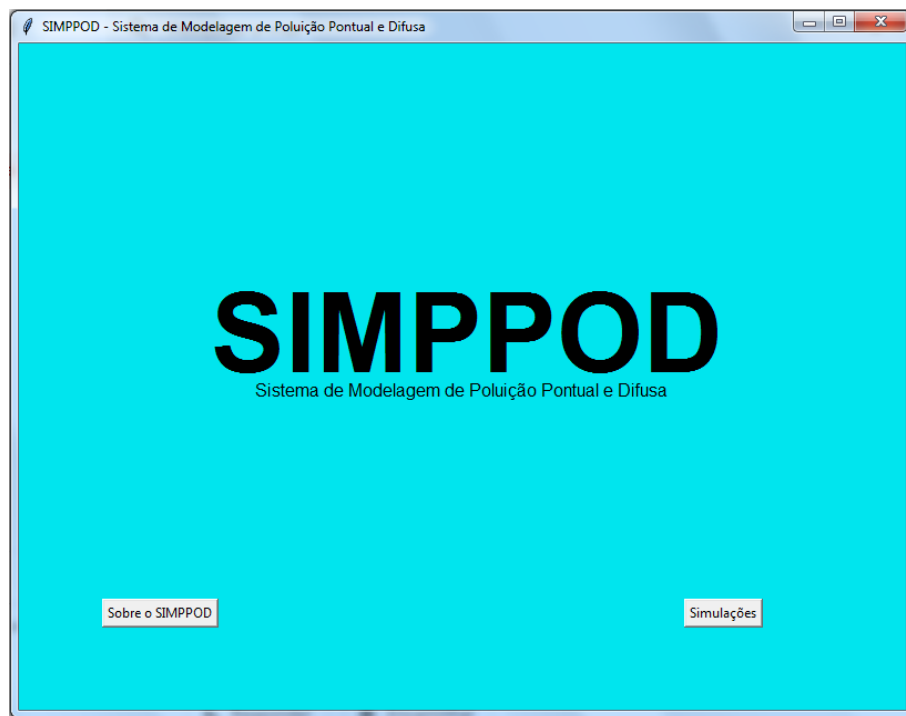 SIMPPOD - Sistema de Modelagem de Poluição Pontual e Difusa
SIMPPOD
Sistema de Modelagem de Poluição Pontual e Difusa
Sobre o SIMPPOD
Simulações